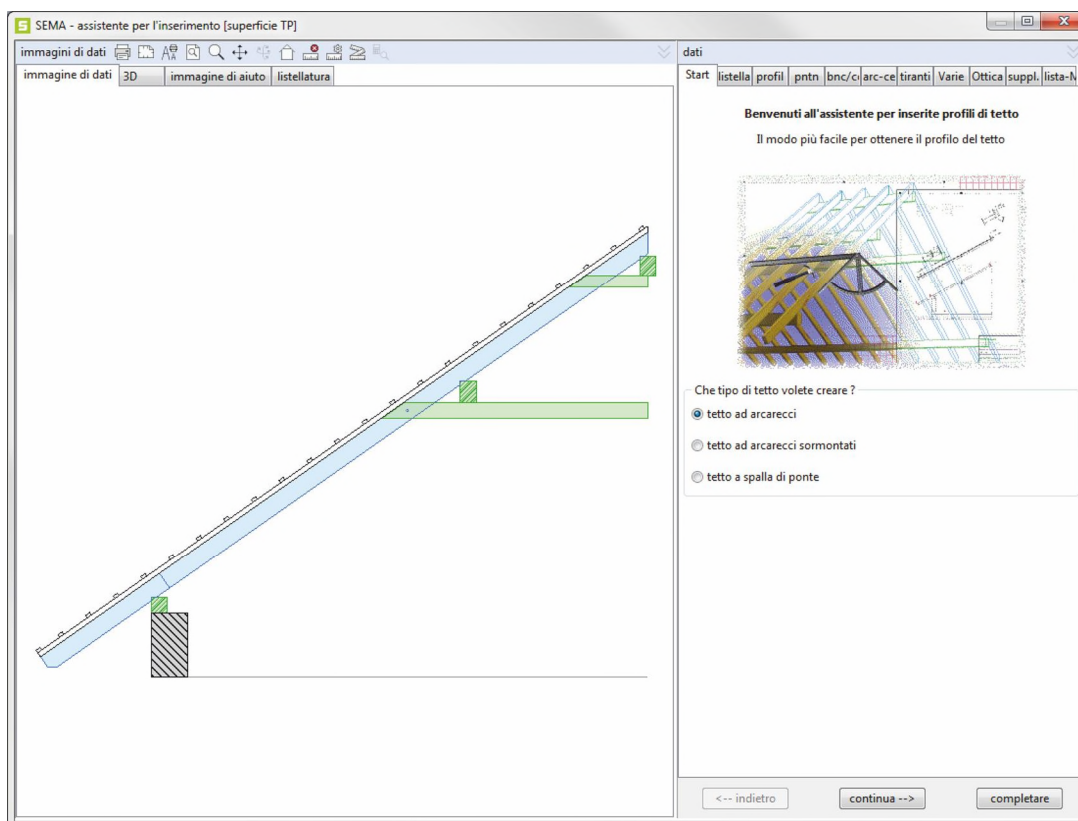 SEMA - assistente per l'inserimento [superficie TP]
immagini di dati
immagine di dati 3D immagine di aiuto listellatura
dati
Start listella profil pntn bnc/c arc-ce tiranti Varie Ottica suppl. lista-M
Benvenuti all'assistente per inserite profili di tetto
Il modo più facile per ottenere il profilo del tetto
Che tipo di tetto volete creare ?
tetto ad arcarecci
tetto ad arcarecci sormontati
tetto a spalla di ponte
<-- indietro continua --> completare